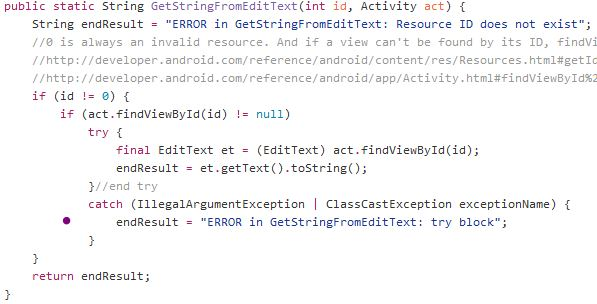 public static String GetStringFromEditText(int id, Activity act) {
    String endResult = "ERROR in GetStringFromEditText: Resource ID does not exist";
    //0 is always an invalid resource. And if a view can't be found by its ID, findVi
    //http://developer.android.com/reference/android/content/res/Resources.html#getId
    //http://developer.android.com/reference/android/app/Activity.html#findViewById%2
    if (id != 0) {
        if (act.findViewById(id) != null)
            try {
                final EditText et = (EditText) act.findViewById(id);
                endResult = et.getText().toString();
            }//end try
            catch (IllegalArgumentException | ClassCastException exceptionName) {
                endResult = "ERROR in GetStringFromEditText: try block";
            }
    }
    return endResult;
}